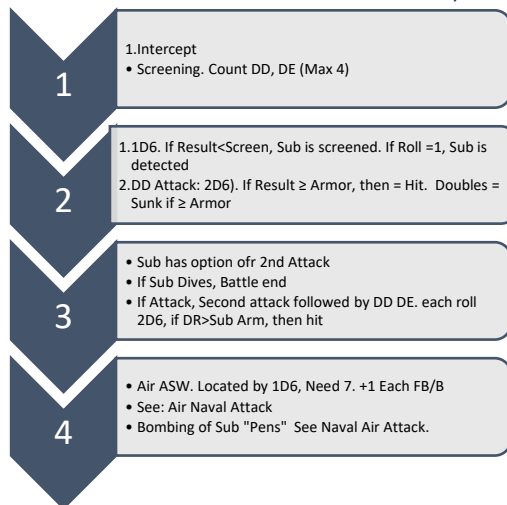 1
1.Intercept
• Screening. Count DD, DE (Max 4)
2
1.1D6. If Result<Screen, Sub is screened. If Roll =1, Sub is
detected
2.DD Attack: 2D6). If Result ≥ Armor, then = Hit.  Doubles =
Sunk if ≥ Armor
3
• Sub has option ofr 2nd Attack
• If Sub Dives, Battle end
• If Attack, Second attack followed by DD DE. each roll
2D6, if DR>Sub Arm, then hit
4
• Air ASW. Located by 1D6, Need 7. +1 Each FB/B
• See: Air Naval Attack
• Bombing of Sub "Pens"  See Naval Air Attack.